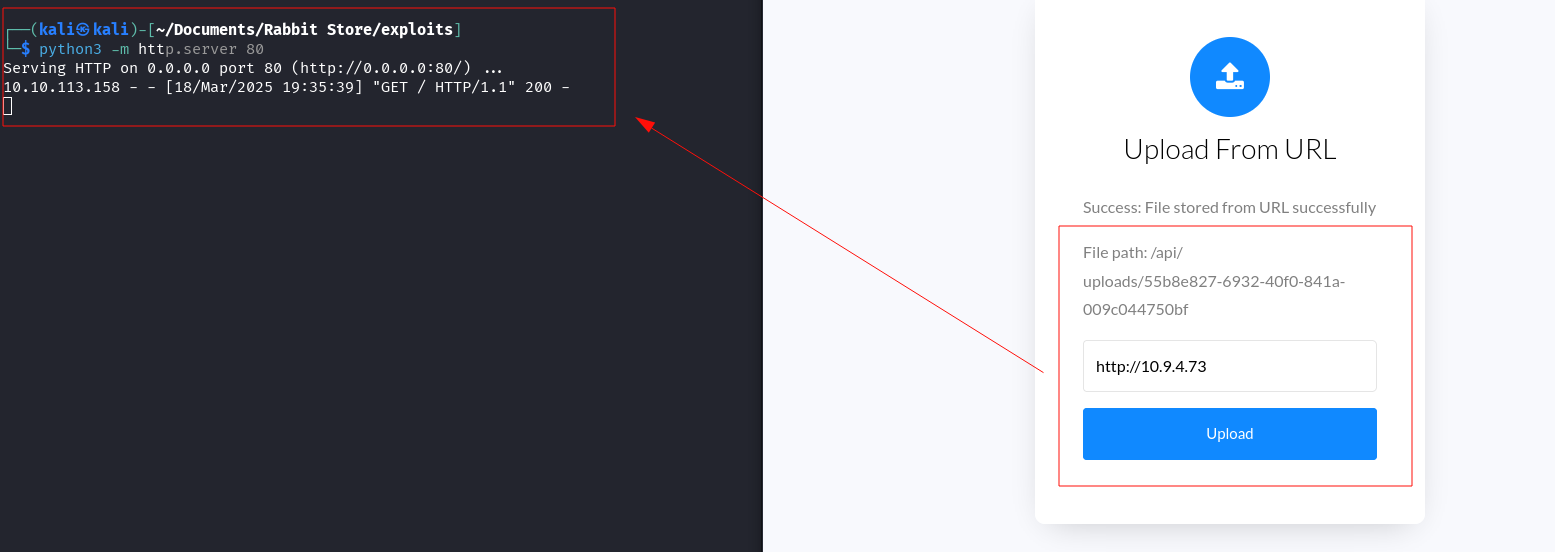 ┌──(kali㉿kali)-[~/Documents/Rabbit Store/exploits]
└─$ python3 -m http.server 80
Serving HTTP on 0.0.0.0 port 80 (http://0.0.0.0:80/) ...
10.10.113.158 - - [18/Mar/2025 19:35:39] "GET / HTTP/1.1" 200 -
Upload From URL
Success: File stored from URL successfully
File path: /api/
uploads/55b8e827-6932-40f0-841a-
009c044750bf
http://10.9.4.73
Upload